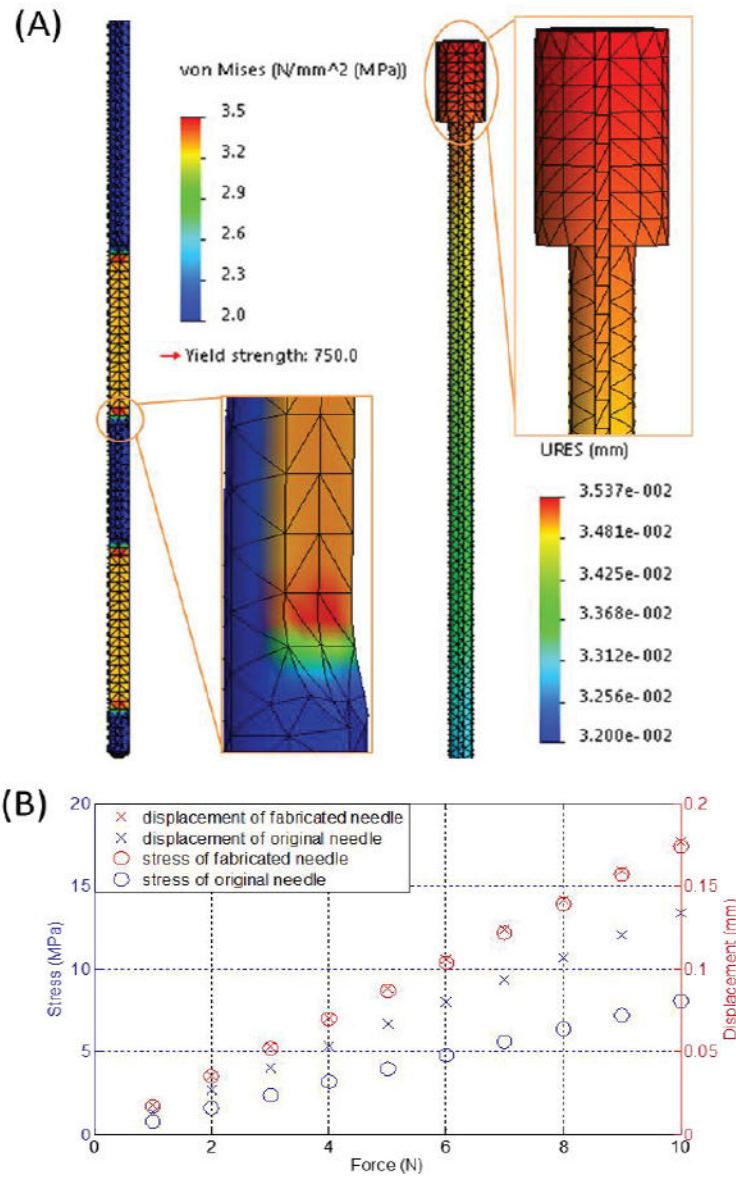 (A)
von Mises (N/mm^2 (MPa))
3.5
3.2
2.9
2.6
2.3
2.0
Yield strength: 750.0
URES (mm)
3.537e-002
3.481e-002
3.425e-002
3.368e-002
3.312e-002
3.256e-002
3.200e-002
(B)
displacement of fabricated needle
displacement of original needle
stress of fabricated needle
stress of original needle
20
15
10
5
0
Stress (MPa)
0.2
0.15
0.1
0.05
0
Displacement (mm)
0 2 4 6 8 10
Force (N)